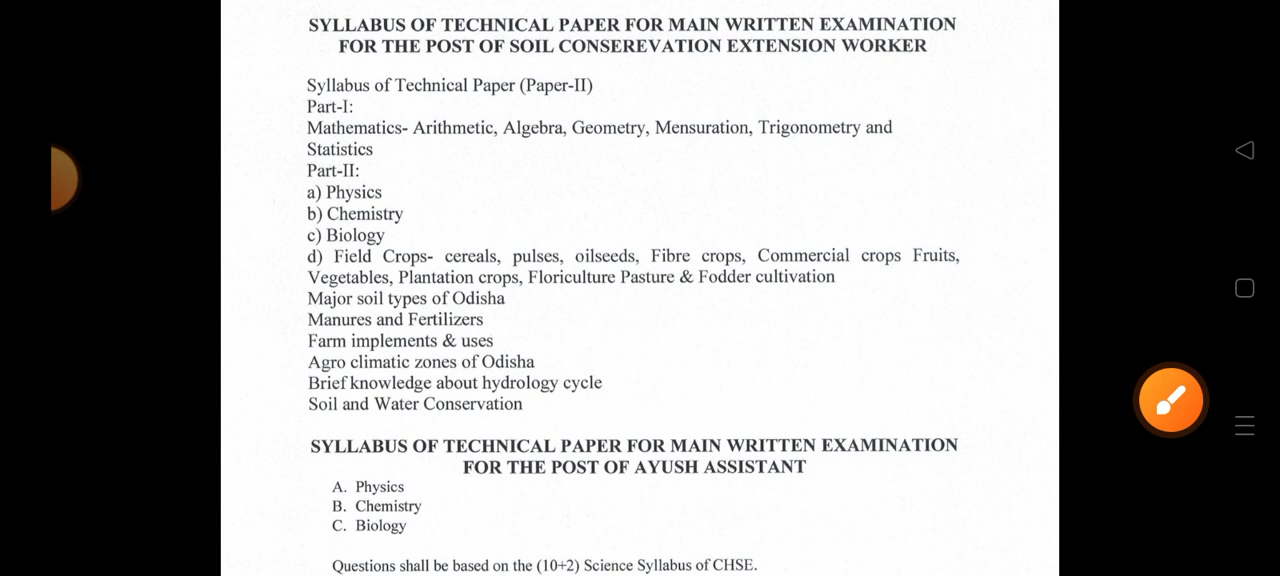 SYLLABUS OF TECHNICAL PAPER FOR MAIN WRITTEN EXAMINATION
FOR THE POST OF SOIL CONSEREVATION EXTENSION WORKER
Syllabus of Technical Paper (Paper-II)
Part-I:
Mathematics- Arithmetic, Algebra, Geometry, Mensuration, Trigonometry and
Statistics
Part-II:
a) Physics
b) Chemistry
c) Biology
d) Field Crops- cereals, pulses, oilseeds, Fibre crops, Commercial crops Fruits,
Vegetables, Plantation crops, Floriculture Pasture & Fodder cultivation
Major soil types of Odisha
Manures and Fertilizers
Farm implements & uses
Agro climatic zones of Odisha
Brief knowledge about hydrology cycle
Soil and Water Conservation
SYLLABUS OF TECHNICAL PAPER FOR MAIN WRITTEN EXAMINATION
FOR THE POST OF AYUSH ASSISTANT
A. Physics
B. Chemistry
C. Biology
Questions shall be based on the (10+2) Science Syllabus of CHSE.